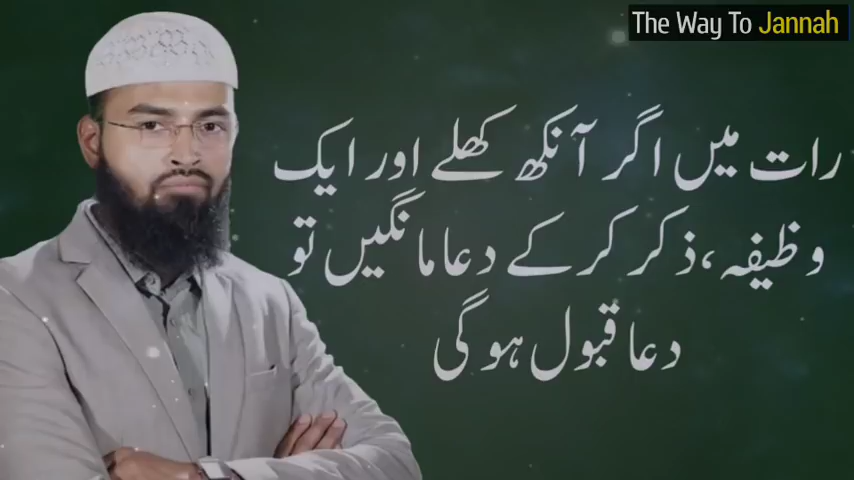 The Way To Jannah
رات میں اگر آنکھ کھلے اور ایک
وظیفہ، ذکر کر کے دعا مانگیں تو
دعا قبول ہو گی